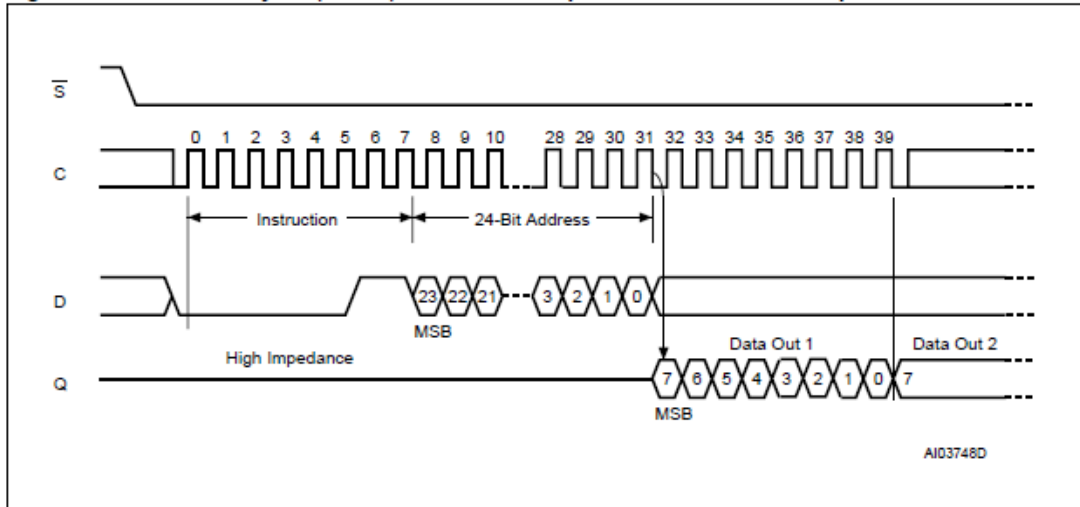 S
C
0 1 2 3 4 5 6 7 8 9 10 28 29 30 31 32 33 34 35 36 37 38 39
Instruction 24-Bit Address
D
23 22 21 3 2 1 0
MSB
High Impedance Data Out 1 Data Out 2
Q
7 6 5 4 3 2 1 0 7
MSB
AI03748D